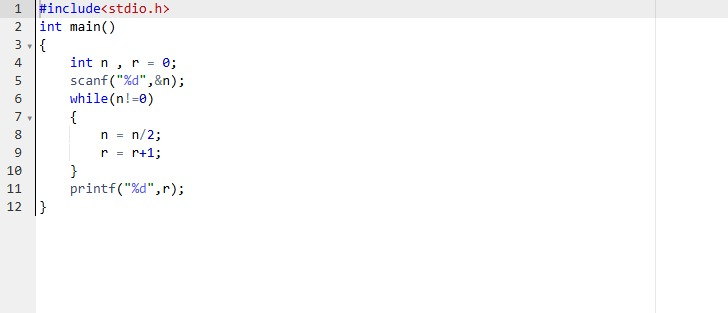 1 #include<stdio.h>
2 int main()
3 {
4     int n , r = 0;
5     scanf("%d",&n);
6     while(n!=0)
7     {
8         n = n/2;
9         r = r+1;
10     }
11     printf("%d",r);
12 }